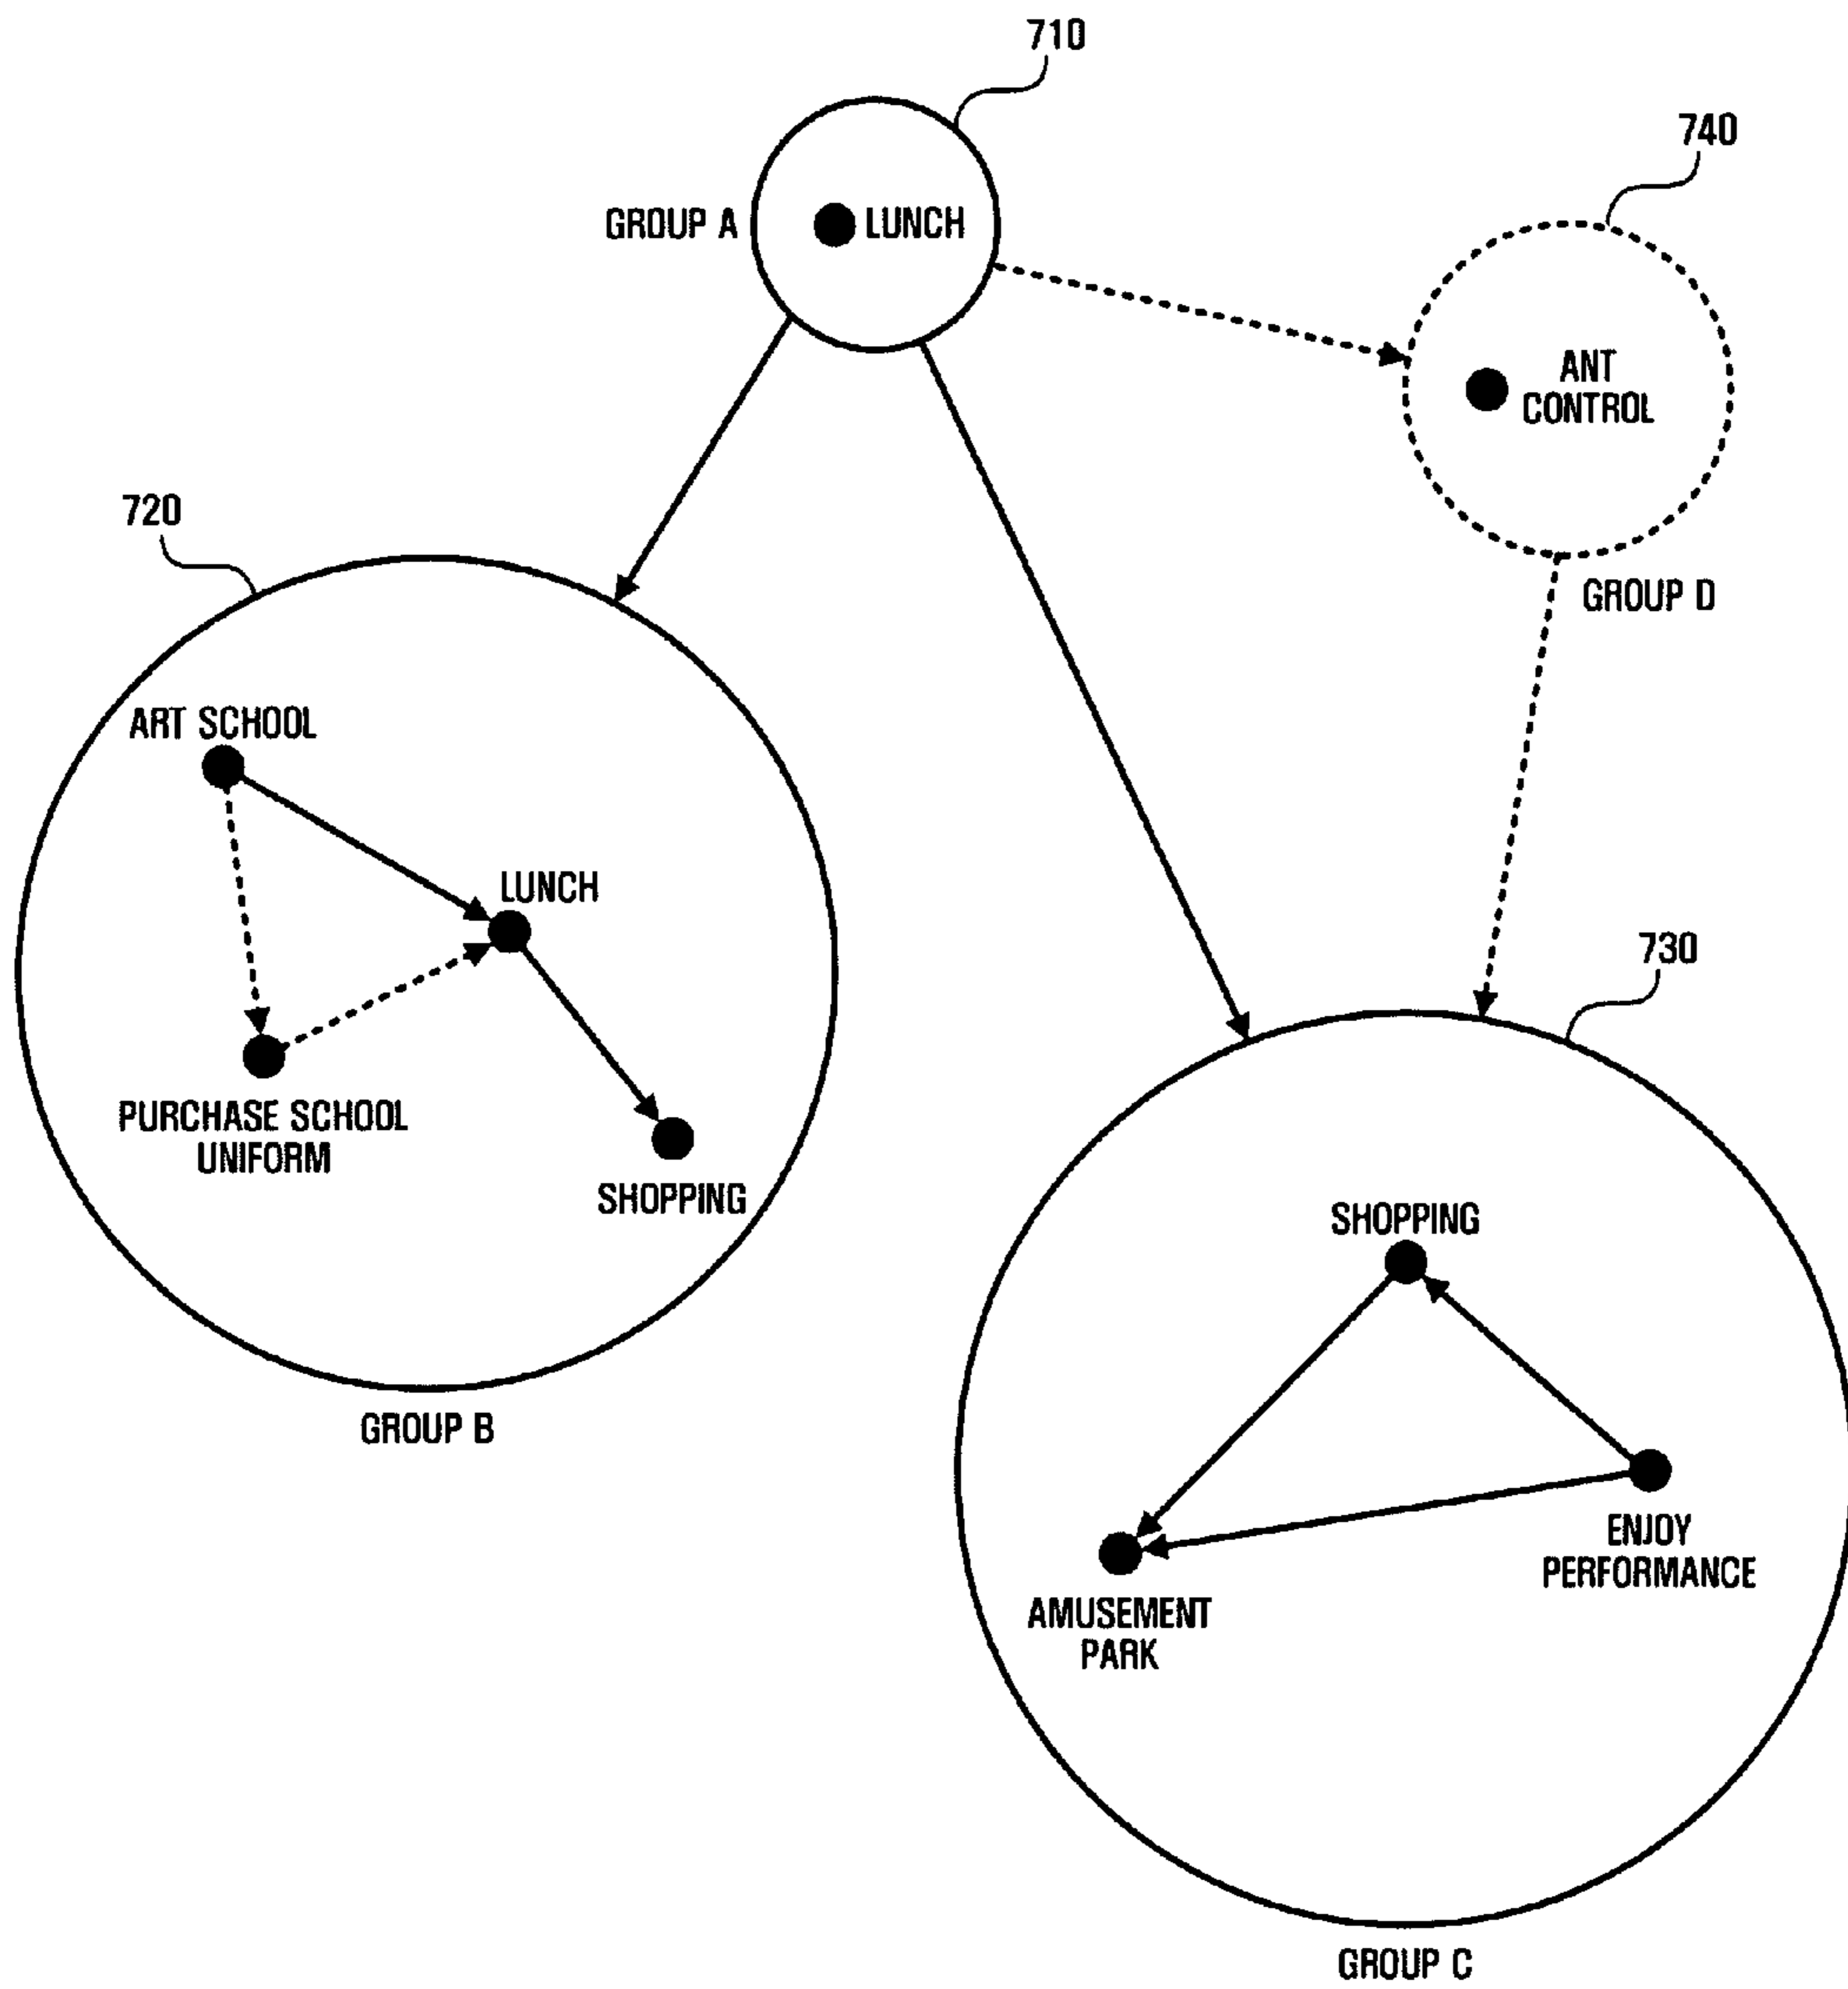 710
740
GROUP A
LUNCH
ANT
CONTROL
720
GROUP D
ART SCHOOL
LUNCH
730
PURCHASE SCHOOL
UNIFORM
SHOPPING
SHOPPING
GROUP B
ENJOY
PERFORMANCE
AMUSEMENT
PARK
GROUP C